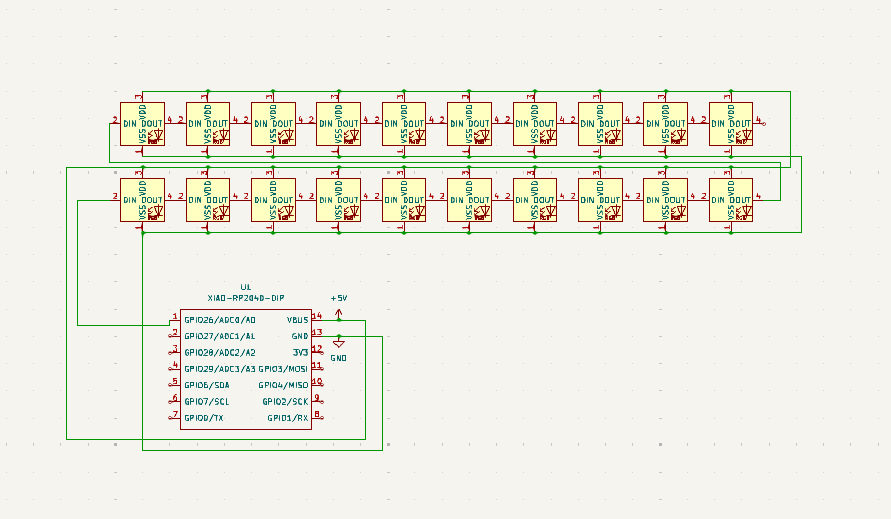 3 3 3 3 3 3 3 3 3 3
VDD VDD VDD VDD VDD VDD VDD VDD VDD VDD
2 DIN DOUT 4 2 DIN DOUT 4 2 DIN DOUT 4 2 DIN DOUT 4 2 DIN DOUT 4 2 DIN DOUT 4 2 DIN DOUT 4 2 DIN DOUT 4 2 DIN DOUT 4 2 DIN DOUT 4
VSS VSS VSS VSS VSS VSS VSS VSS VSS VSS
1 1 1 1 1 1 1 1 1 1
3 3 3 3 3 3 3 3 3 3
VDD VDD VDD VDD VDD VDD VDD VDD VDD VDD
2 DIN DOUT 4 2 DIN DOUT 4 2 DIN DOUT 4 2 DIN DOUT 4 2 DIN DOUT 4 2 DIN DOUT 4 2 DIN DOUT 4 2 DIN DOUT 4 2 DIN DOUT 4 2 DIN DOUT 4
VSS VSS VSS VSS VSS VSS VSS VSS VSS VSS
1 1 1 1 1 1 1 1 1 1
U1
XIAO-RP2040-DIP
+5V
1 GPIO26/ADC0/A0 VBUS 14
2 GPIO27/ADC1/A1 GND 13
3 GPIO28/ADC2/A2 3V3 12
GND
4 GPIO29/ADC3/A3 GPIO3/MOSI 11
5 GPIO6/SDA GPIO4/MISO 10
6 GPIO7/SCL GPIO2/SCK 9
7 GPIO0/TX GPIO1/RX 8